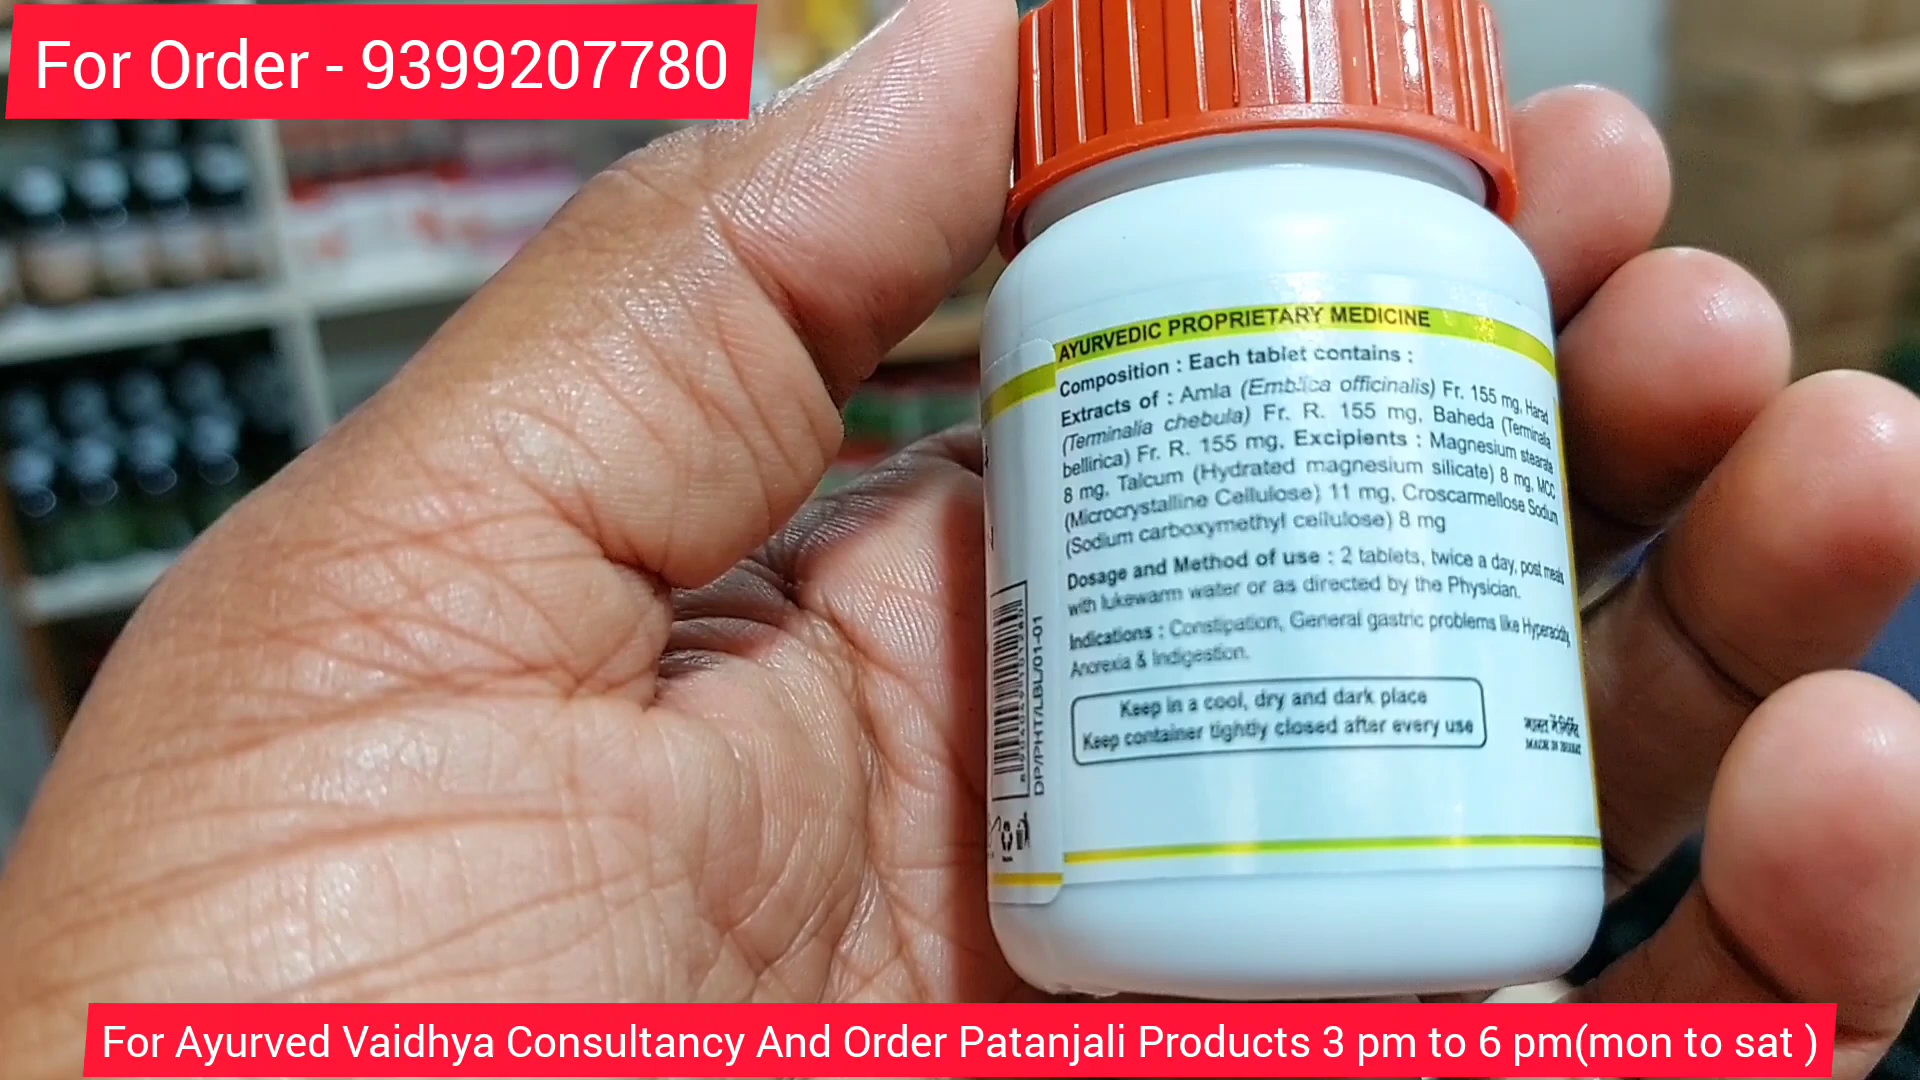 For Order - 9399207780
AYURVEDIC PROPRIETARY MEDICINE
Composition : Each tablet contains :
Extracts of : Amla (Emblica officinalis) Fr. 155 mg, Harad
(Terminalia chebula) Fr. R. 155 mg, Baheda (Terminalia
bellirica) Fr. R. 155 mg, Excipients : Magnesium stearate
8 mg, Talcum (Hydrated magnesium silicate) 8 mg, MCC
(Microcrystalline Cellulose) 11 mg, Croscarmellose Sodium
(Sodium carboxymethyl cellulose) 8 mg
Dosage and Method of use : 2 tablets, twice a day, post meals
with lukewarm water or as directed by the Physician.
Indications : Constipation, General gastric problems like Hyperacidity,
Anorexia & Indigestion.
Keep in a cool, dry and dark place
Keep container tightly closed after every use
भारत में निर्मित
MADE IN BHARAT
DP/PHT/LBL/01-01
For Ayurved Vaidhya Consultancy And Order Patanjali Products 3 pm to 6 pm(mon to sat )